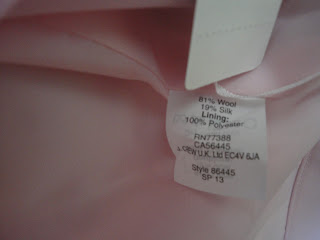 81% Wool
19% Silk
Lining:
100% Polyester
RN77388
CA56445
U.K. Ltd EC4V 6JA
Style 86445
SP 13